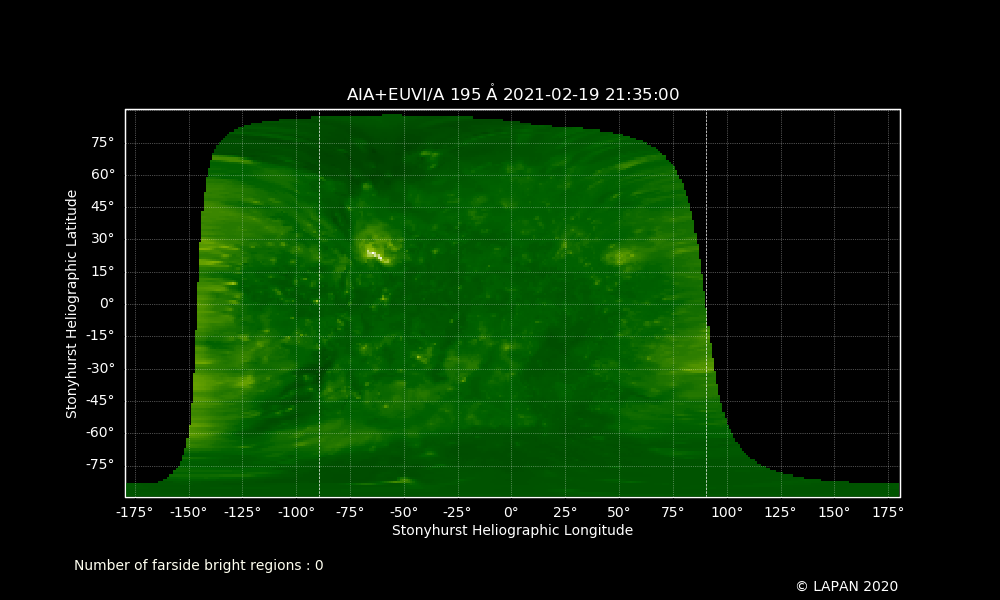 AIA+EUVI/A 195 Å 2021-02-19 21:35:00
Stonyhurst Heliographic Latitude
75°
60°
45°
30°
15°
0°
-15°
-30°
-45°
-60°
-75°
-175° -150° -125° -100° -75° -50° -25° 0° 25° 50° 75° 100° 125° 150° 175°
Stonyhurst Heliographic Longitude
Number of farside bright regions : 0
© LAPAN 2020